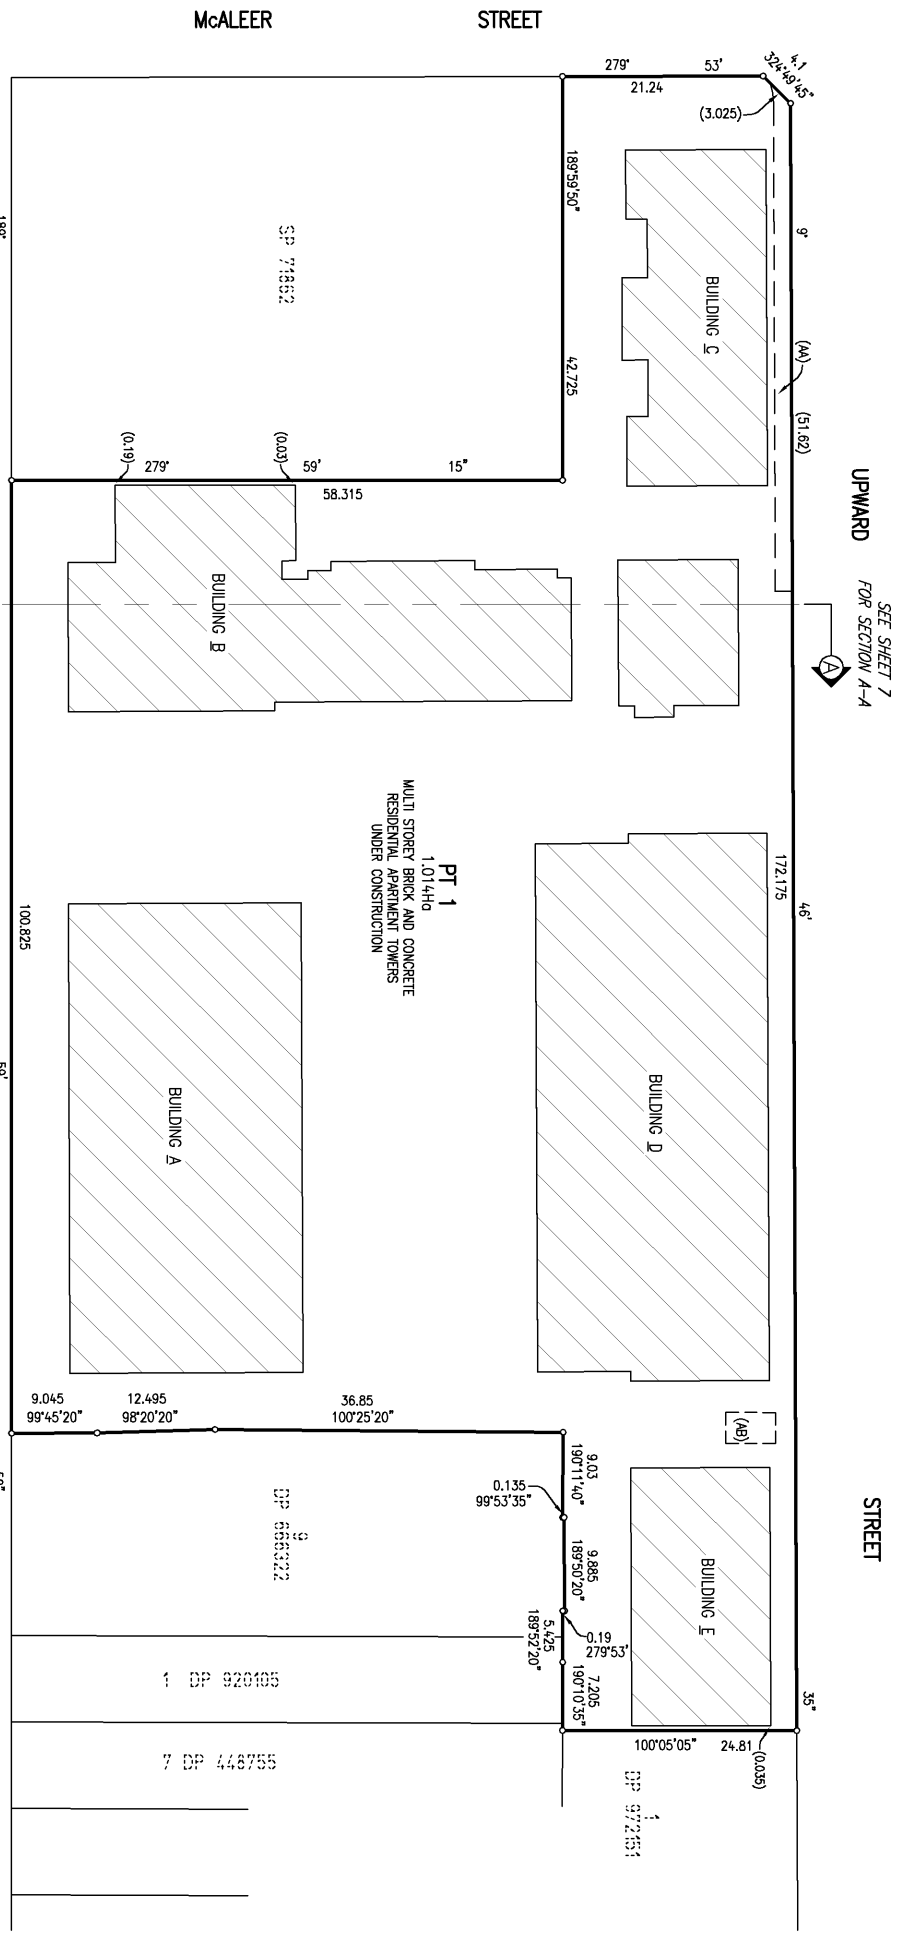 McALEER STREET
279° 53'
21.24
4.1
324°49'45"
(3.025)
189°59'50"
42.725
9°
(AA)
(51.62)
BUILDING C
SP 71862
UPWARD
SEE SHEET 7
FOR SECTION A-A
A
189°
(0.19)
279°
(0.03)
59'
15"
58.315
BUILDING B
PT 1
1.014Ha
MULTI STOREY BRICK AND CONCRETE
RESIDENTIAL APARTMENT TOWERS
UNDER CONSTRUCTION
172.175
46'
100.825
59'
BUILDING D
BUILDING A
9.045
99°45'20"
12.495
98°20'20"
36.85
100°25'20"
9.03
190°11'40"
(AB)
0.135
99°53'35"
9.885
189°50'20"
9
DP 666322
STREET
BUILDING E
0.19
279°53'
5.425
189°52'20"
7.205
190°10'35"
35"
1 DP 920105
100°05'05" 24.81
(0.035)
7 DP 448755
1
DP 972151